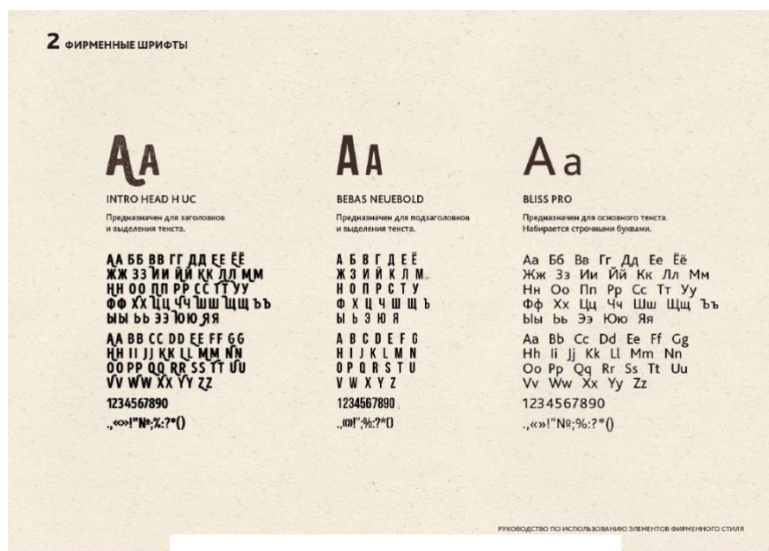 2 ФИРМЕННЫЕ ШРИФТЫ
Aa
INTRO HEAD H UC
Предназначен для заголовков
и выделения текста.
АА ББ ВВ ГГ ДД ЕЕ ЁЁ
ЖЖ ЗЗ ИИ ЙЙ КК ЛЛ ММ
НН ОО ПП РР СС ТТ УУ
ФФ ХХ ЦЦ ЧЧ ШШ ЩЩ ЪЪ
ЫЫ ЬЬ ЭЭ ЮЮ ЯЯ
AA BB CC DD EE FF GG
HH II JJ KK LL MM NN
OO PP QQ RR SS TT UU
VV WW XX YY ZZ
1234567890
.,«»!"№;%:?*()
AA
BEBAS NEUEBOLD
Предназначен для подзаголовков
и выделения текста.
А Б В Г Д Е Ё
Ж З И Й К Л М
Н О П Р С Т У
Ф Х Ц Ч Ш Щ Ъ
Ы Ь Э Ю Я
A B C D E F G
H I J K L M N
O P Q R S T U
V W X Y Z
1234567890
.,«»!";%:?*()
Aa
BLISS PRO
Предназначен для основного текста.
Набирается строчными буквами.
Аа Бб Вв Гг Дд Ее Ёё
Жж Зз Ии Йй Кк Лл Мм
Нн Оо Пп Рр Сс Тт Уу
Фф Хх Цц Чч Шш Щщ Ъъ
Ыы Ьь Ээ Юю Яя
Aa Bb Cc Dd Ee Ff Gg
Hh Ii Jj Kk Ll Mm Nn
Oo Pp Qq Rr Ss Tt Uu
Vv Ww Xx Yy Zz
1234567890
.,«»!"№;%:?*()
РУКОВОДСТВО ПО ИСПОЛЬЗОВАНИЮ ЭЛЕМЕНТОВ ФИРМЕННОГО СТИЛЯ